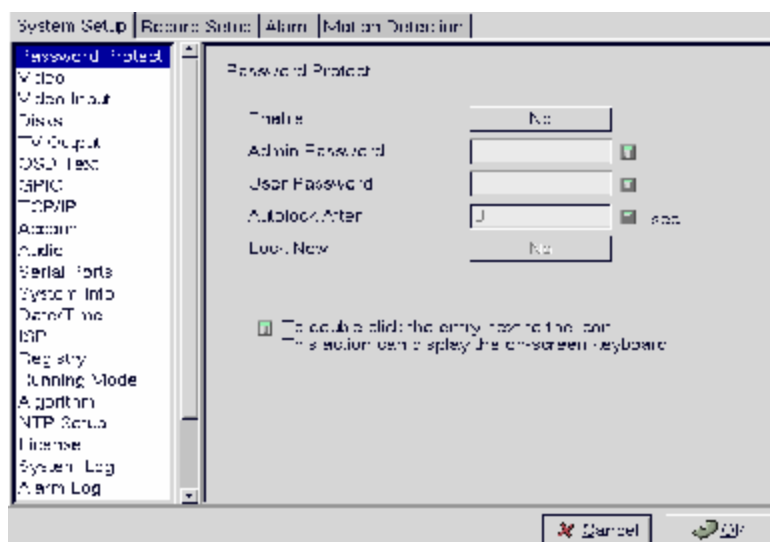 System Setup Record Setup Alarm Motion Detection
Password Protect
Video
Video Input
Disks
TV Output
OSD Text
GPIO
TCP/IP
Account
Audio
Serial Ports
System Info
Date/Time
ISP
Registry
Running Mode
Algorithm
NTP Setup
License
System Log
Alarm Log
Password Protect
Enable No
Admin Password
User Password
Autolock After 0 sec
Lock Now No
To double click the entry next to the icon
This action can display the on-screen keyboard
Cancel OK